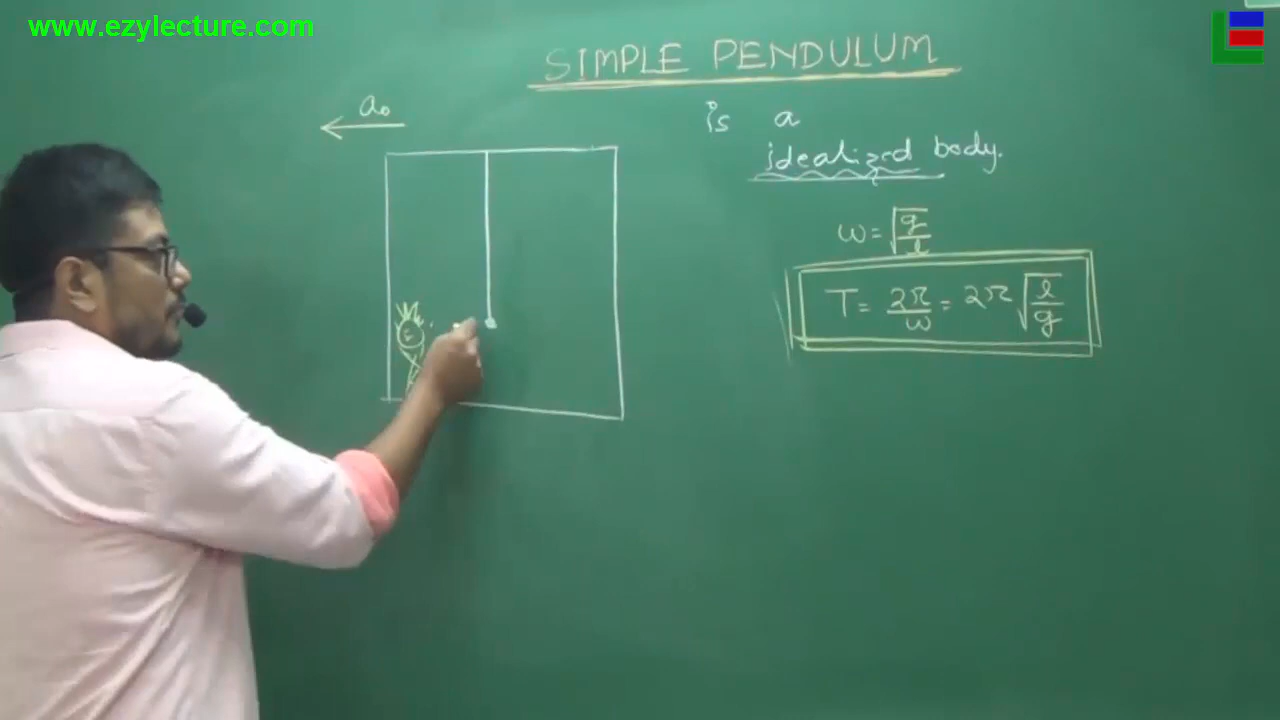 www.ezylecture.com
SIMPLE PENDULUM
a₀
is a
idealized body.
ω = √(g/l)
T = 2π/ω = 2π √(l/g)